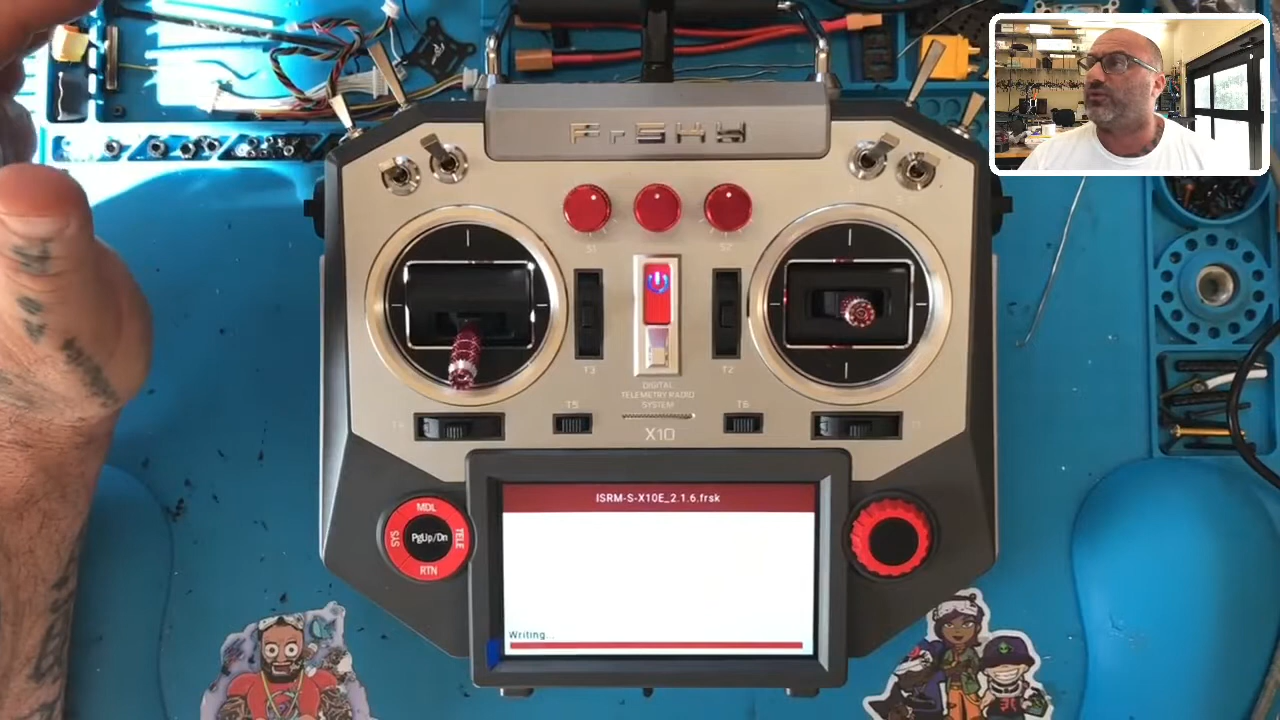 FrSKY
S1
S2
T3
T2
DIGITAL
TELEMETRY RADIO
SYSTEM
T5
T6
T4
X10
MDL
SYS
PgUp/Dn
TELE
RTN
ISRM-S-X10E_2.1.6.frsk
Writing...